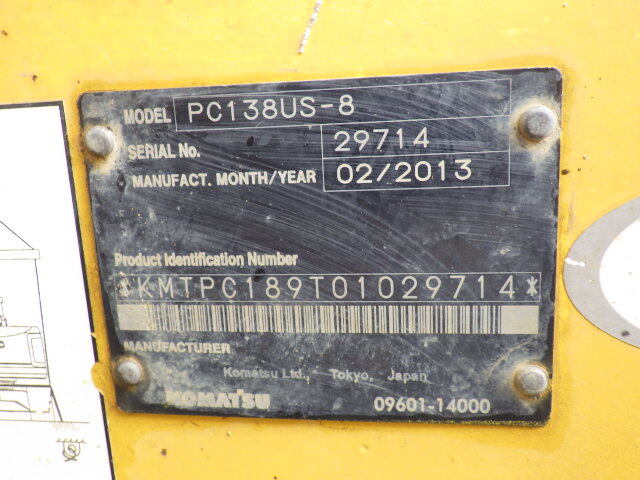 MODEL PC138US-8
SERIAL No. 29714
MANUFACT. MONTH/YEAR 02/2013
Product Identification Number
*KMTPC189T01029714*
MANUFACTURER
Komatsu Ltd., Tokyo, Japan
KOMATSU 09601-14000